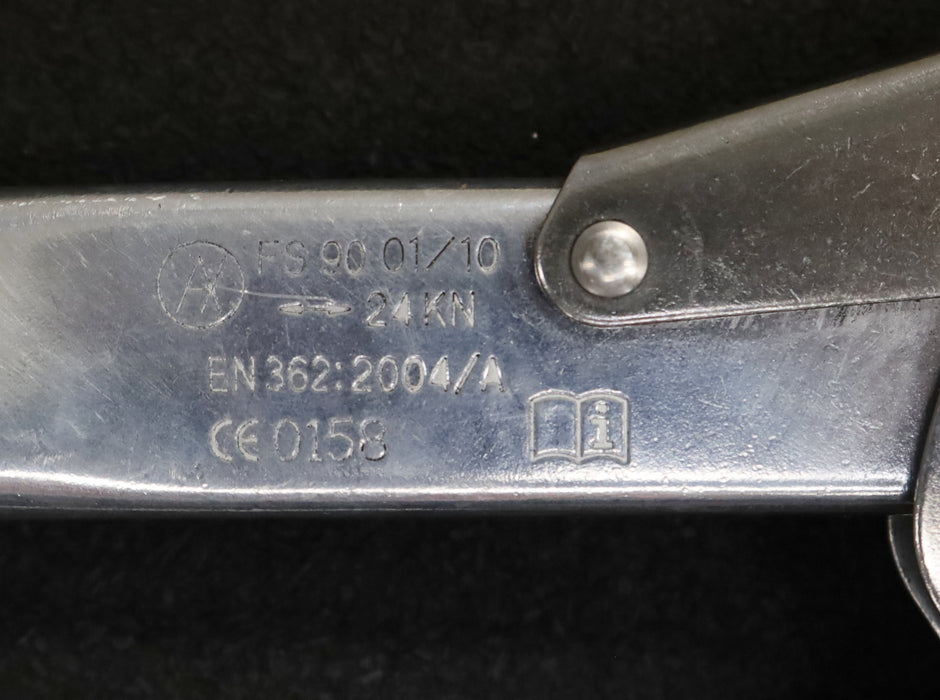 FS 90 01/10
24 KN
EN 362:2004/A
CE 0158
i